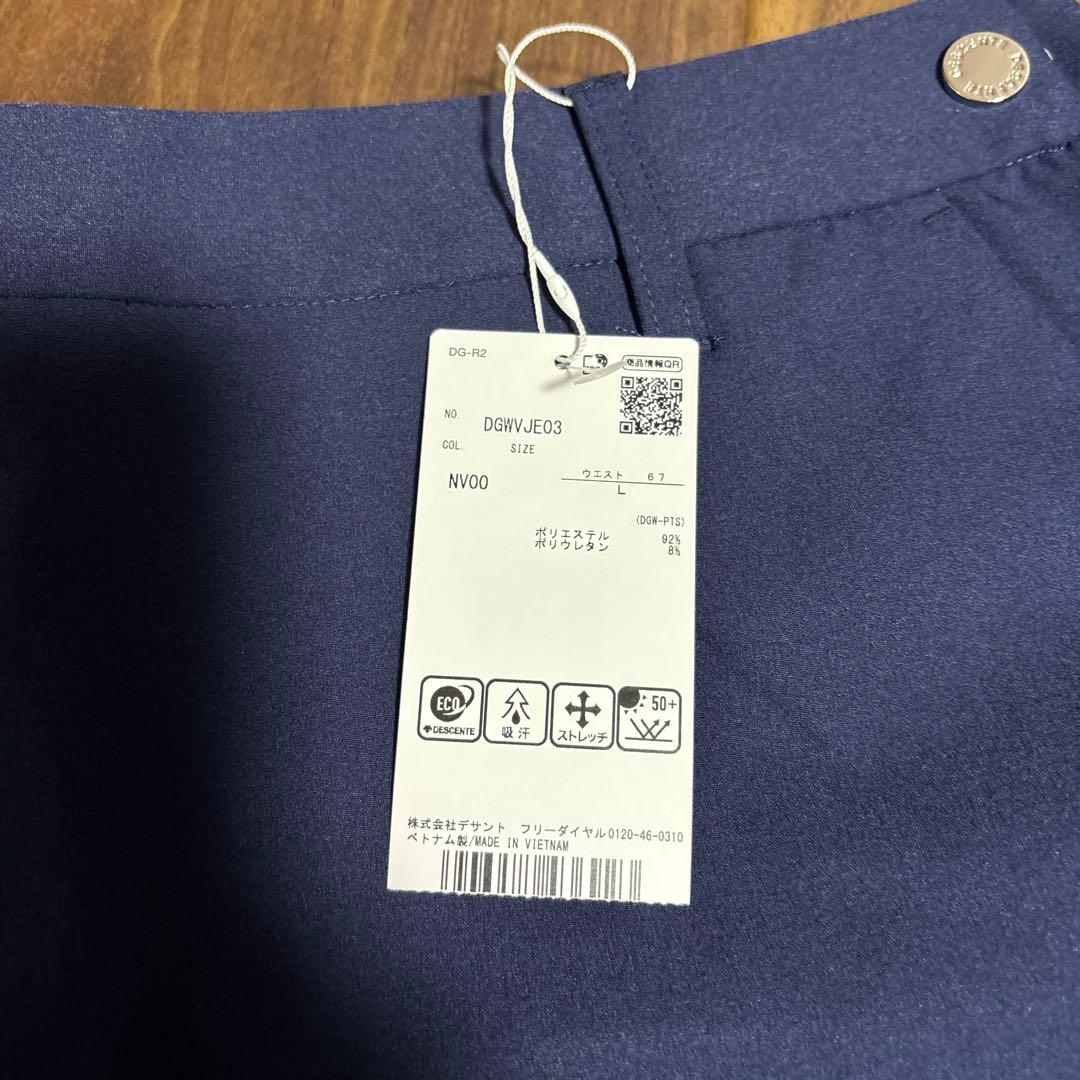 DESCENTE
DG-R2
商品情報QR
NO.
DGWVJE03
COL.
SIZE
NV00
ウエスト 67
L
(DGW-PTS)
ポリエステル 92%
ポリウレタン 8%
ECO
DESCENTE
吸汗
ストレッチ
50+
株式会社デサント フリーダイヤル0120-46-0310
ベトナム製/MADE IN VIETNAM